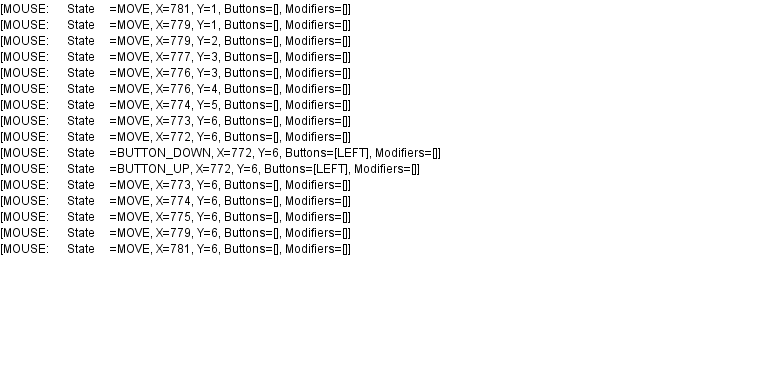 [MOUSE: State =MOVE, X=781, Y=1, Buttons=[], Modifiers=[]]
[MOUSE: State =MOVE, X=779, Y=1, Buttons=[], Modifiers=[]]
[MOUSE: State =MOVE, X=779, Y=2, Buttons=[], Modifiers=[]]
[MOUSE: State =MOVE, X=777, Y=3, Buttons=[], Modifiers=[]]
[MOUSE: State =MOVE, X=776, Y=3, Buttons=[], Modifiers=[]]
[MOUSE: State =MOVE, X=776, Y=4, Buttons=[], Modifiers=[]]
[MOUSE: State =MOVE, X=774, Y=5, Buttons=[], Modifiers=[]]
[MOUSE: State =MOVE, X=773, Y=6, Buttons=[], Modifiers=[]]
[MOUSE: State =MOVE, X=772, Y=6, Buttons=[], Modifiers=[]]
[MOUSE: State =BUTTON_DOWN, X=772, Y=6, Buttons=[LEFT], Modifiers=[]]
[MOUSE: State =BUTTON_UP, X=772, Y=6, Buttons=[LEFT], Modifiers=[]]
[MOUSE: State =MOVE, X=773, Y=6, Buttons=[], Modifiers=[]]
[MOUSE: State =MOVE, X=774, Y=6, Buttons=[], Modifiers=[]]
[MOUSE: State =MOVE, X=775, Y=6, Buttons=[], Modifiers=[]]
[MOUSE: State =MOVE, X=779, Y=6, Buttons=[], Modifiers=[]]
[MOUSE: State =MOVE, X=781, Y=6, Buttons=[], Modifiers=[]]